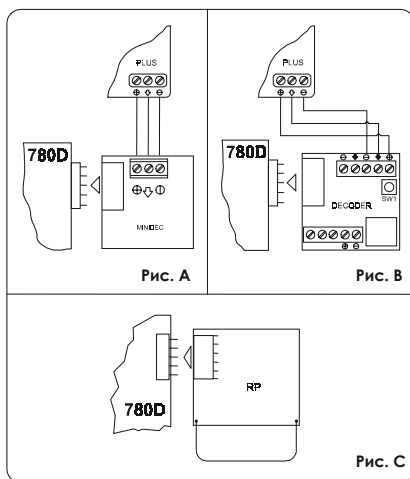 PLUS
⊕ ◊ ⊖
780D
MINIDEC
Рис. A
PLUS
⊕ ◊ ⊖
780D
⊖ ◆ ⊖ ◆ ⊕
SW1
DECODER
⊕ ⊖
Рис. B
780D
RP
Рис. C